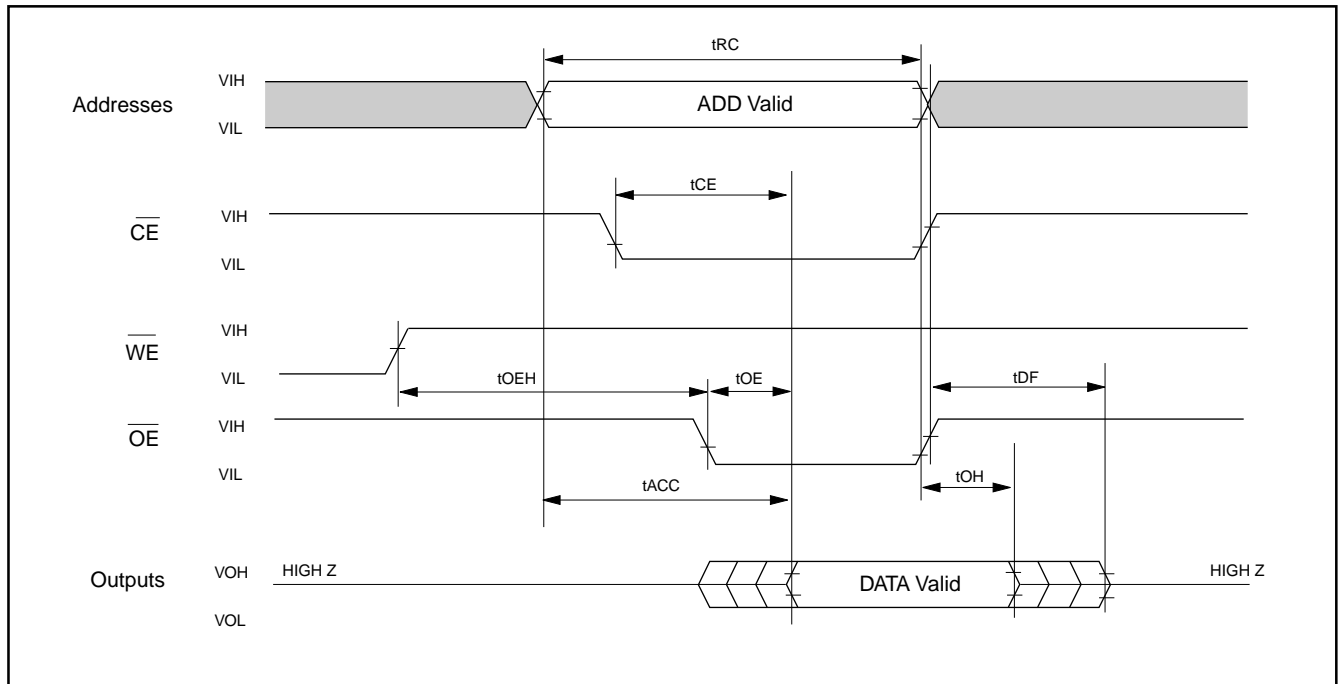 tRC
VIH
Addresses
ADD Valid
VIL
tCE
VIH
CE
VIL
VIH
WE
VIL
tOEH
tOE
tDF
VIH
OE
VIL
tACC
tOH
VOH
HIGH Z
HIGH Z
Outputs
DATA Valid
VOL